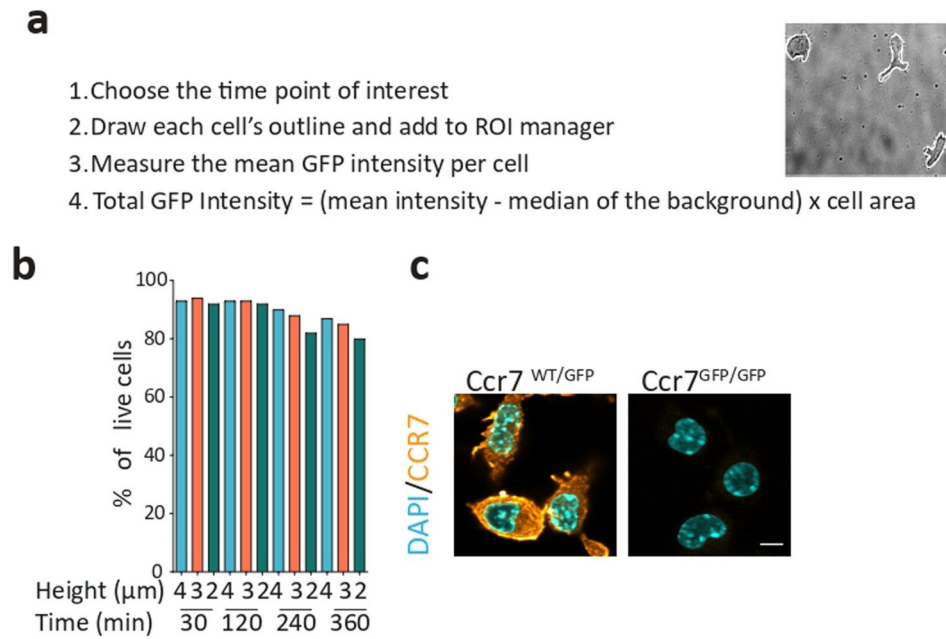 a
1.Choose the time point of interest
2.Draw each cell’s outline and add to ROI manager
3.Measure the mean GFP intensity per cell
4. Total GFP Intensity = (mean intensity - median of the background) x cell area
b
% of live cells
100
80
60
40
20
0
Height (μm) 4 3 2 4 3 2 4 3 2 4 3 2
Time (min) 30 120 240 360
c
DAPI/CCR7
Ccr7 WT/GFP
Ccr7 GFP/GFP